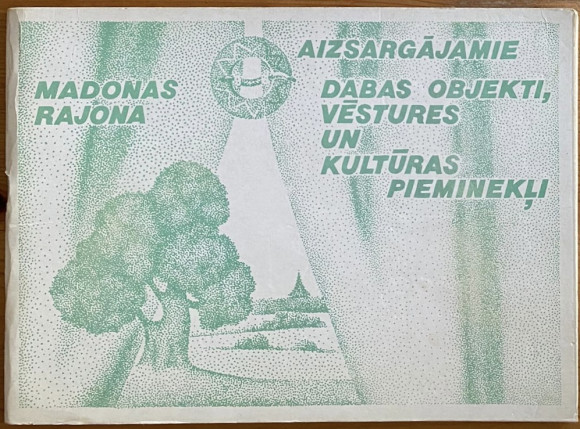 MADONAS
RAJONA
AIZSARGĀJAMIE
DABAS OBJEKTI,
VĒSTURES
UN
KULTŪRAS
PIEMINEKĻI